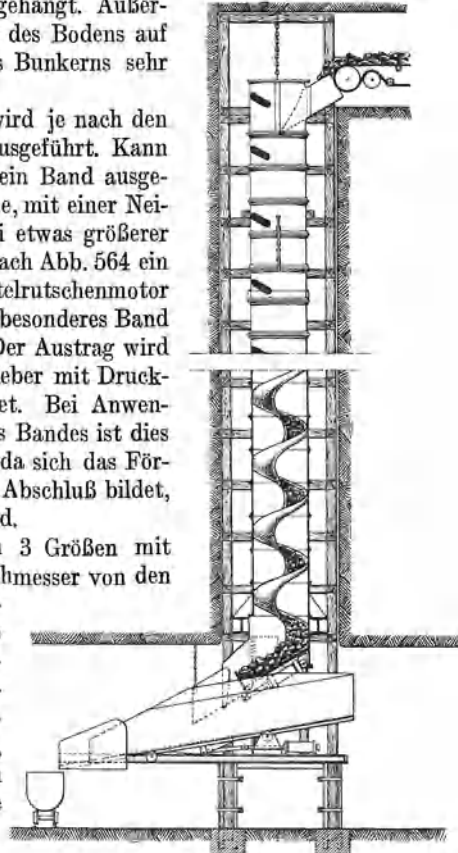 gehängt. Außer-
des Bodens auf
Bunkerns sehr
wird je nach den
ausgeführt. Kann
ein Band ausge-
e, mit einer Nei-
i etwas größerer
ach Abb. 564 ein
telrutschenmotor
besonderes Band
Der Austrag wird
eber mit Druck-
et. Bei Anwen-
s Bandes ist dies
da sich das För-
Abschluß bildet,
d.
3 Größen mit
hmesser von den